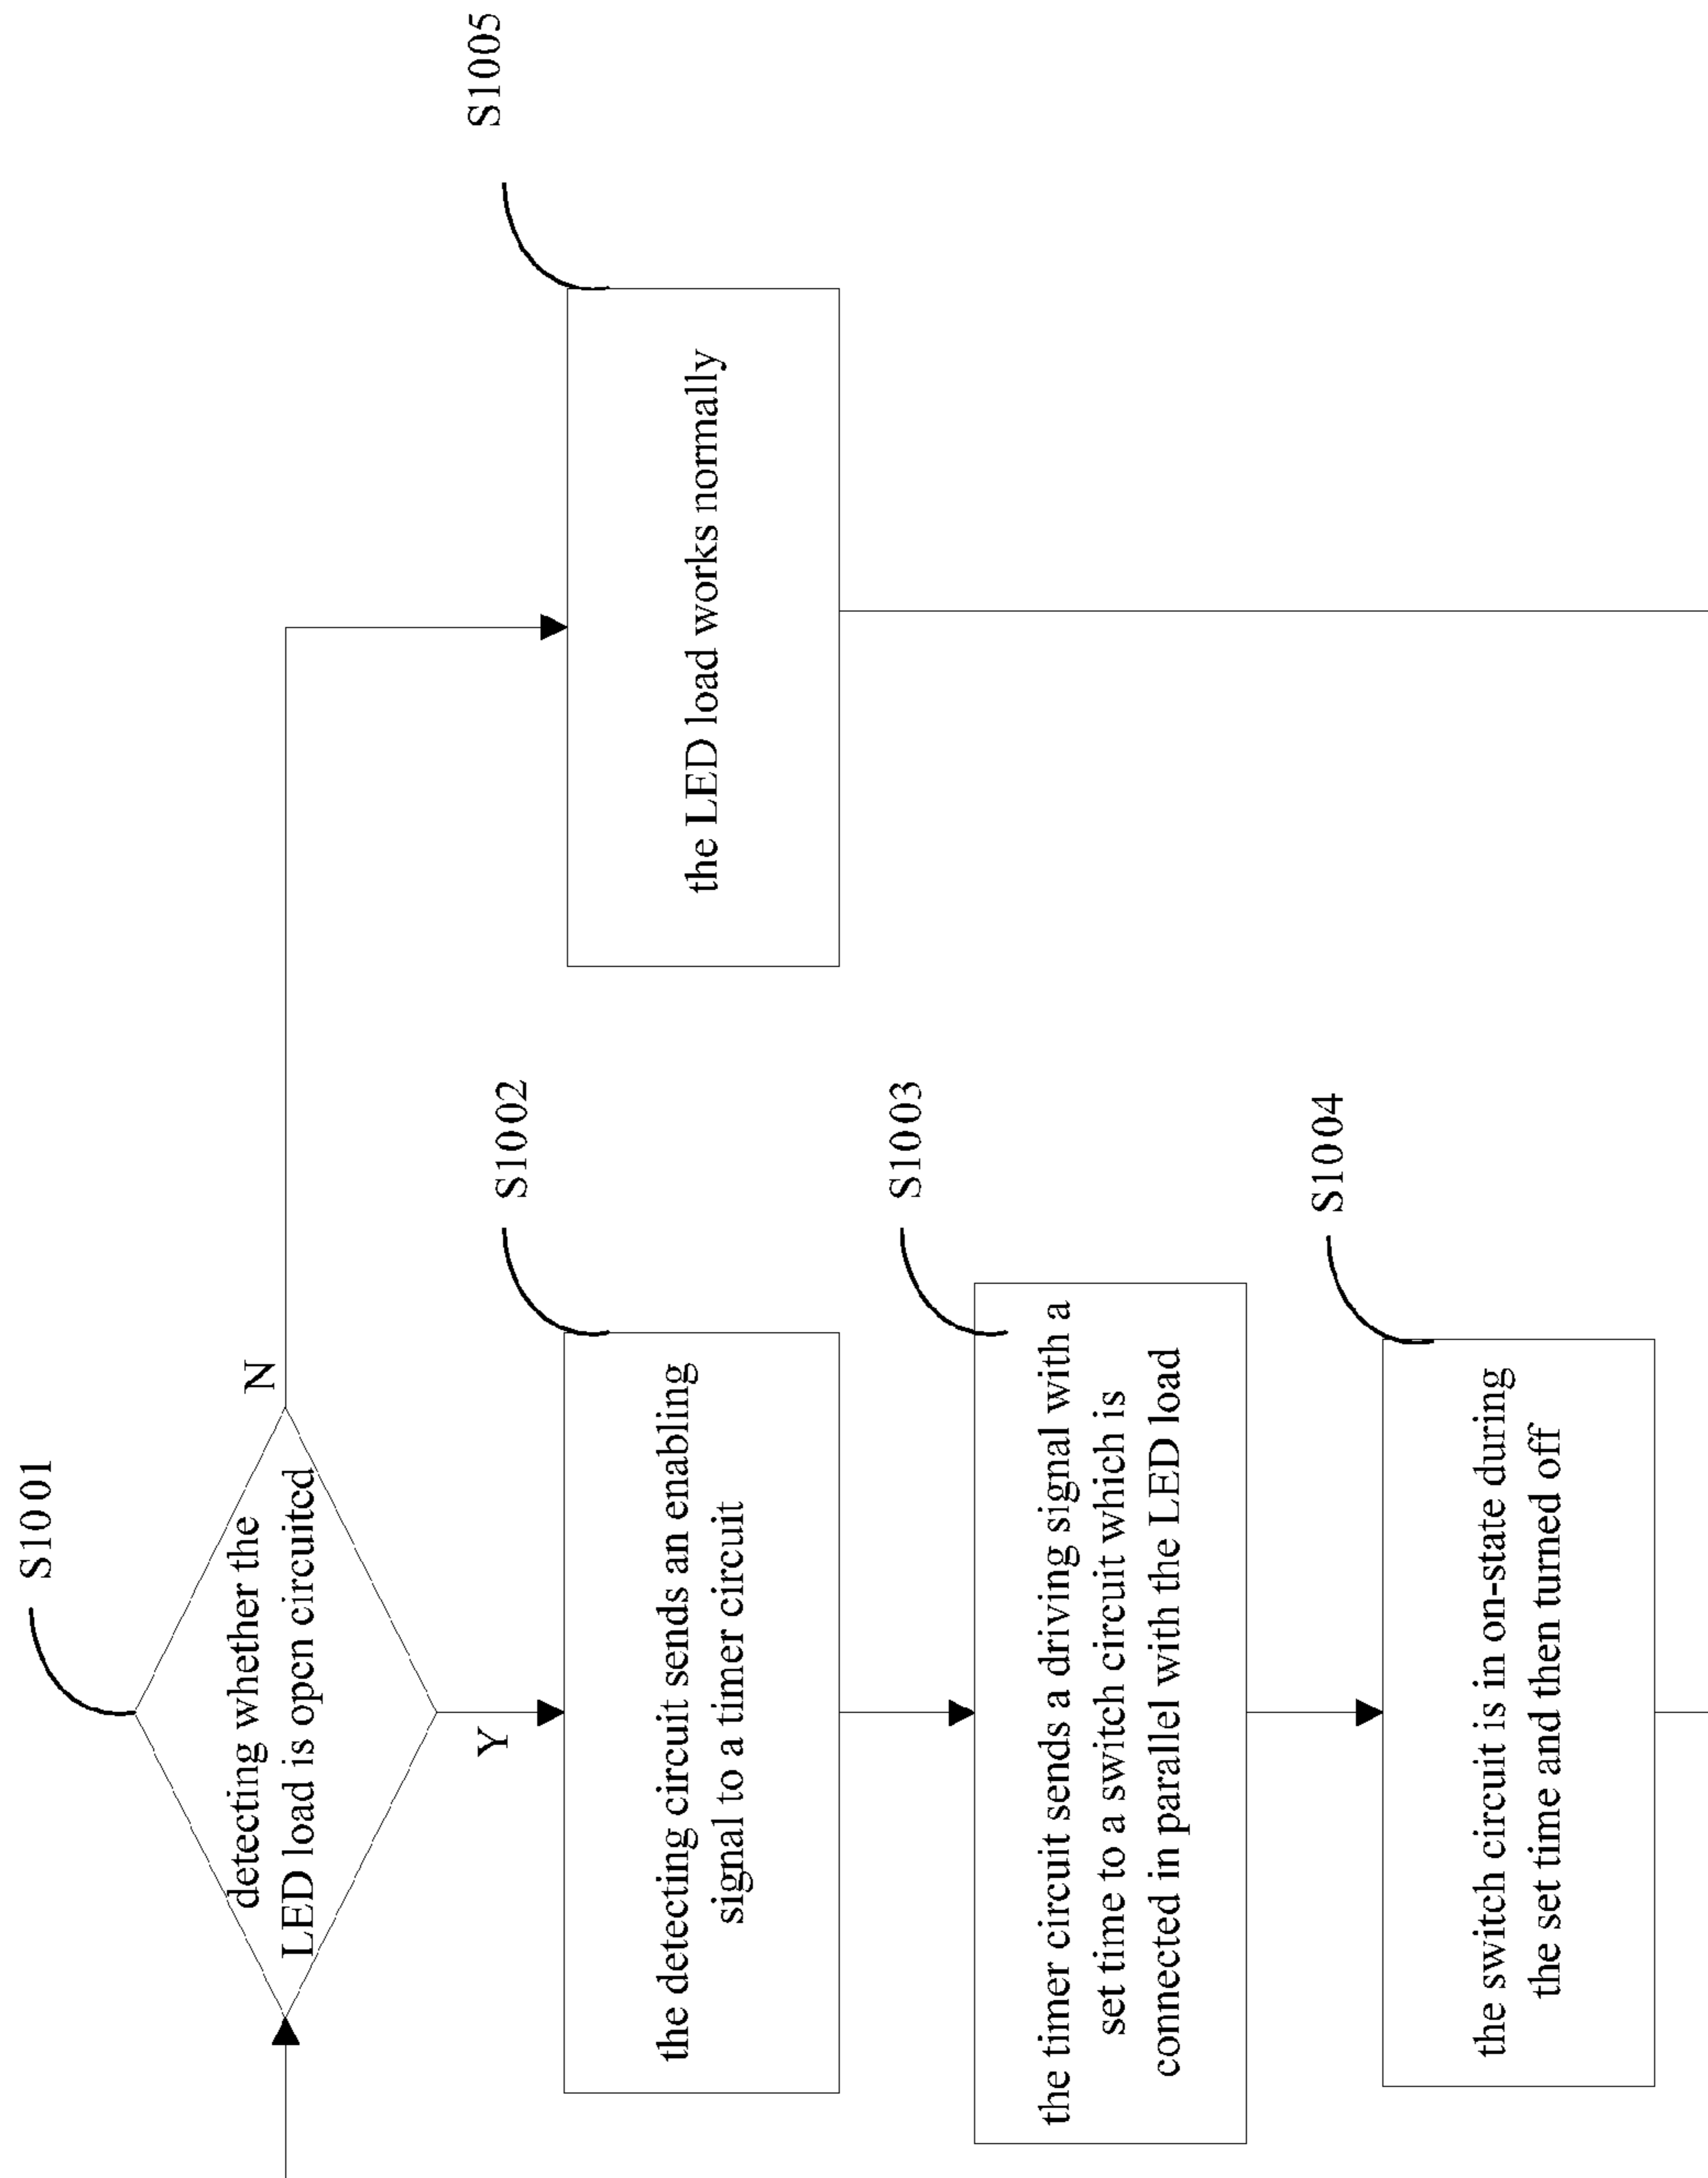 S1001
detecting whether the
LED load is open circuited
N
Y
S1002
the detecting circuit sends an enabling
signal to a timer circuit
S1003
the timer circuit sends a driving signal with a
set time to a switch circuit which is
connected in parallel with the LED load
S1004
the switch circuit is in on-state during
the set time and then turned off
S1005
the LED load works normally